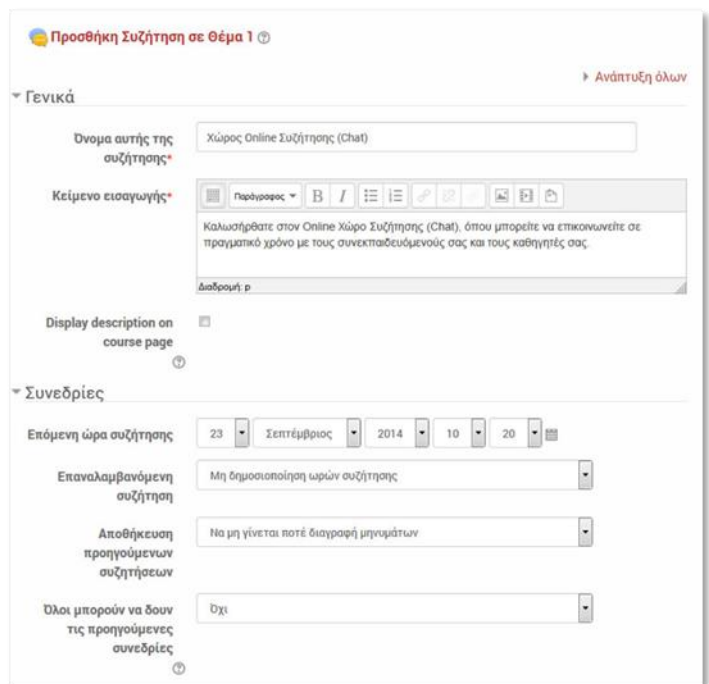 Προσθήκη Συζήτηση σε Θέμα 1
Ανάπτυξη όλων
Γενικά
Όνομα αυτής της συζήτησης*
Χώρος Online Συζήτησης (Chat)
Κείμενο εισαγωγής*
Παράγραφος B I
Καλωσήρθατε στον Online Χώρο Συζήτησης (Chat), όπου μπορείτε να επικοινωνείτε σε
πραγματικό χρόνο με τους συνεκπαιδευόμενούς σας και τους καθηγητές σας.
Διαδρομή: p
Display description on
course page
Συνεδρίες
Επόμενη ώρα συζήτησης 23 Σεπτέμβριος 2014 10 20
Επαναλαμβανόμενη
συζήτηση
Μη δημοσιοποίηση ωρών συζήτησης
Αποθήκευση
προηγούμενων
συζητήσεων
Να μη γίνεται ποτέ διαγραφή μηνυμάτων
Όλοι μπορούν να δουν
τις προηγούμενες
συνεδρίες
Όχι